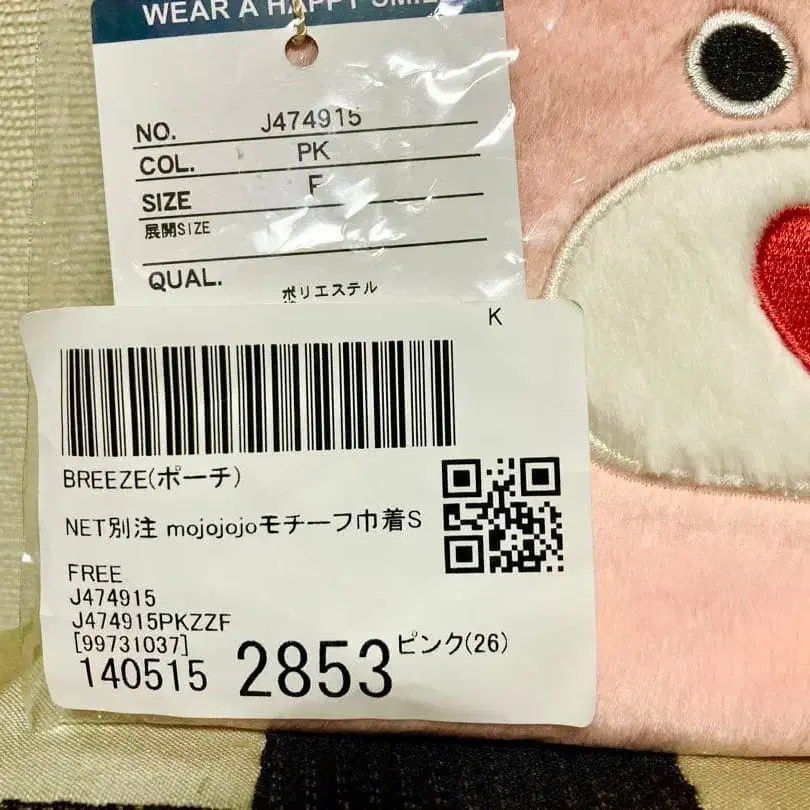 WEAR A HAPPY SMIL
NO. J474915
COL. PK
SIZE F
展開SIZE
QUAL.
ポリエステル
K
BREEZE(ポーチ)
NET別注 mojojojoモチーフ巾着S
FREE
J474915
J474915PKZZF
[99731037]
140515 2853 ピンク(26)